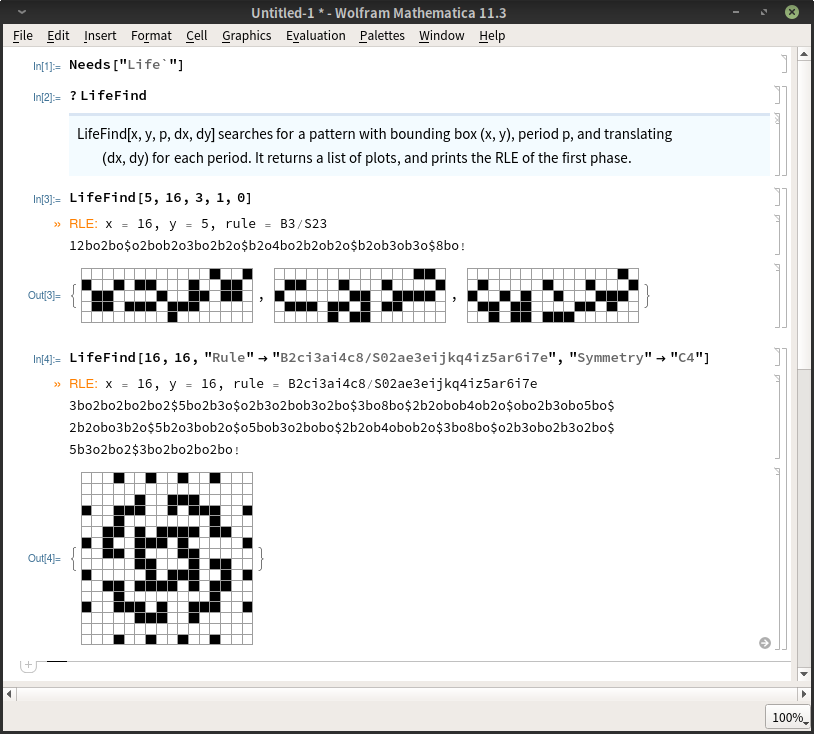 Untitled-1 * - Wolfram Mathematica 11.3
File Edit Insert Format Cell Graphics Evaluation Palettes Window Help
In[1]:= Needs["Life`"]
In[2]:= ? LifeFind
LifeFind[x, y, p, dx, dy] searches for a pattern with bounding box (x, y), period p, and translating
(dx, dy) for each period. It returns a list of plots, and prints the RLE of the first phase.
In[3]:= LifeFind[5, 16, 3, 1, 0]
» RLE: x = 16, y = 5, rule = B3/S23
12bo2bo$o2bob2o3bo2b2o$b2o4bo2b2ob2o$b2ob3ob3o$8bo!
Out[3]= { , , }
In[4]:= LifeFind[16, 16, "Rule" → "B2ci3ai4c8/S02ae3eijkq4iz5ar6i7e", "Symmetry" → "C4"]
» RLE: x = 16, y = 16, rule = B2ci3ai4c8/S02ae3eijkq4iz5ar6i7e
3bo2bo2bo2bo2$5bo2b3o$o2b3o2bob3o2bo$3bo8bo$2b2obob4ob2o$obo2b3obo5bo$
2b2obo3b2o$5b2o3bob2o$o5bob3o2bobo$2b2ob4obob2o$3bo8bo$o2b3obo2b3o2bo$
5b3o2bo2$3bo2bo2bo2bo!
Out[4]= { }
100%